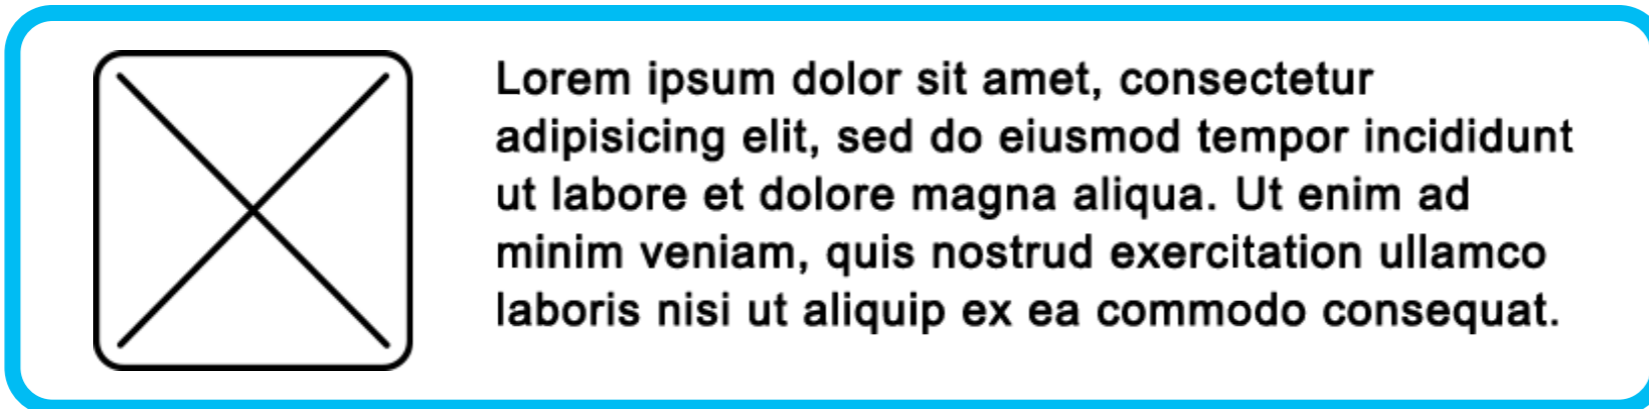 Lorem ipsum dolor sit amet, consectetur
adipisicing elit, sed do eiusmod tempor incididunt
ut labore et dolore magna aliqua. Ut enim ad
minim veniam, quis nostrud exercitation ullamco
laboris nisi ut aliquip ex ea commodo consequat.